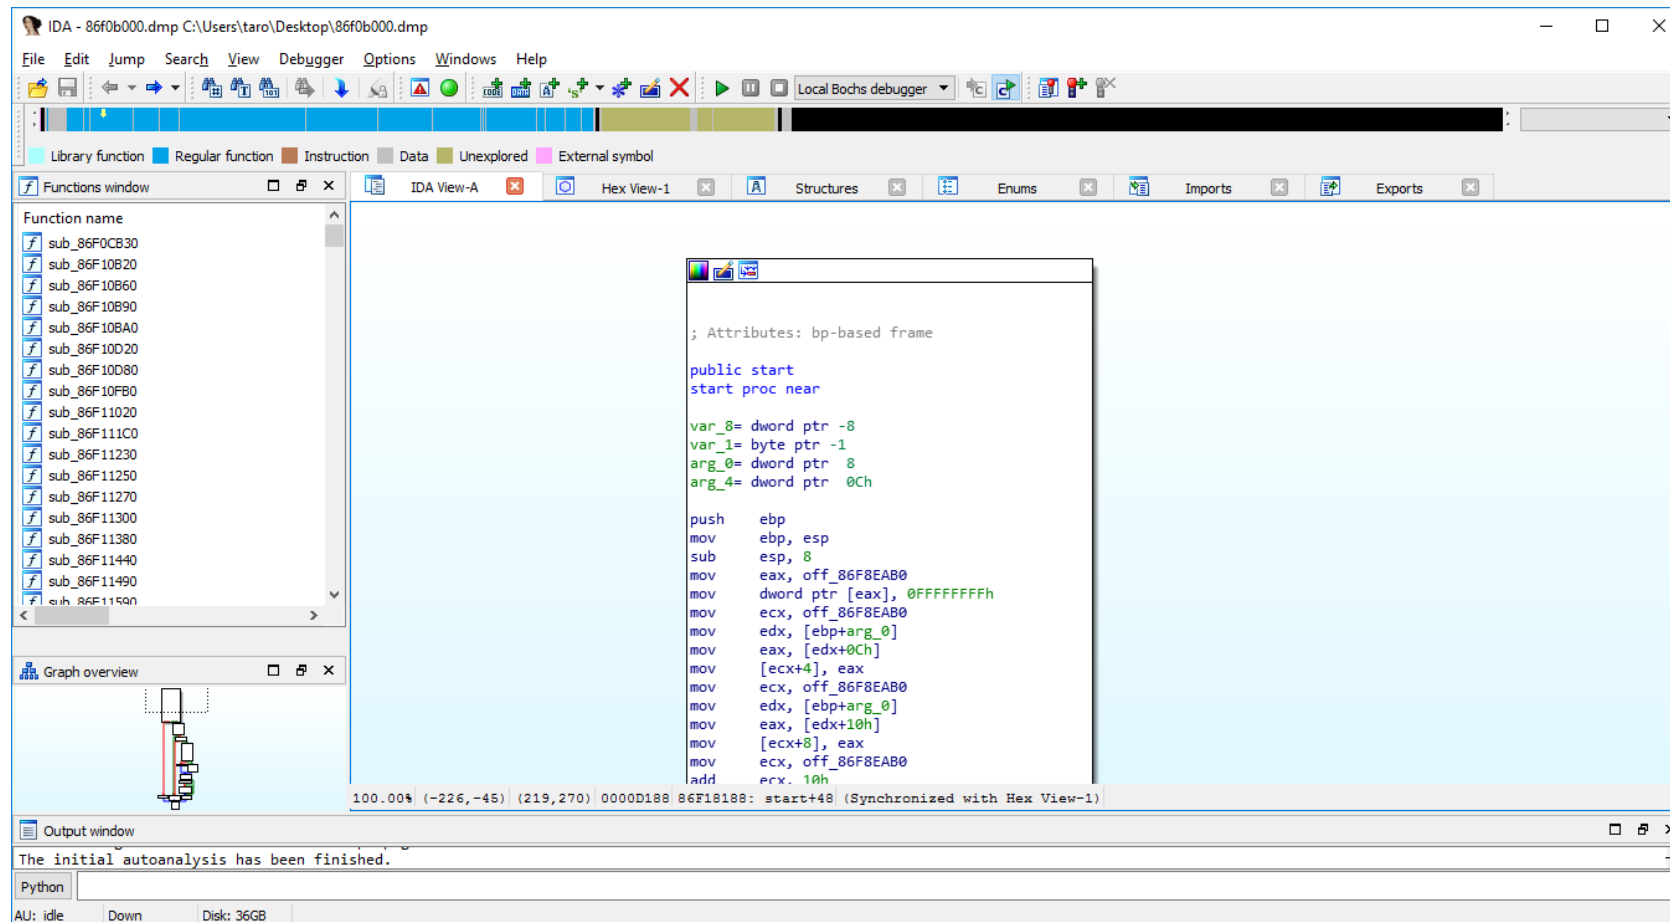 IDA - 86f0b000.dmp C:\Users\taro\Desktop\86f0b000.dmp
File Edit Jump Search View Debugger Options Windows Help
Local Bochs debugger
Library function Regular function Instruction Data Unexplored External symbol
Functions window
IDA View-A Hex View-1 Structures Enums Imports Exports
Function name
sub_86F0CB30
sub_86F10B20
sub_86F10B60
sub_86F10B90
sub_86F10BA0
sub_86F10D20
sub_86F10D80
sub_86F10FB0
sub_86F11020
sub_86F111C0
sub_86F11230
sub_86F11250
sub_86F11270
sub_86F11300
sub_86F11380
sub_86F11440
sub_86F11490
sub_86F11590
Graph overview
; Attributes: bp-based frame
public start
start proc near
var_8= dword ptr -8
var_1= byte ptr -1
arg_0= dword ptr 8
arg_4= dword ptr 0Ch
push ebp
mov ebp, esp
sub esp, 8
mov eax, off_86F8EAB0
mov dword ptr [eax], 0FFFFFFFFh
mov ecx, off_86F8EAB0
mov edx, [ebp+arg_0]
mov eax, [edx+0Ch]
mov [ecx+4], eax
mov ecx, off_86F8EAB0
mov edx, [ebp+arg_0]
mov eax, [edx+10h]
mov [ecx+8], eax
mov ecx, off_86F8EAB0
add ecx, 10h
100.00% (-226,-45) (219,270) 0000D188 86F18188: start+48 (Synchronized with Hex View-1)
Output window
The initial autoanalysis has been finished.
Python
AU: idle Down Disk: 36GB